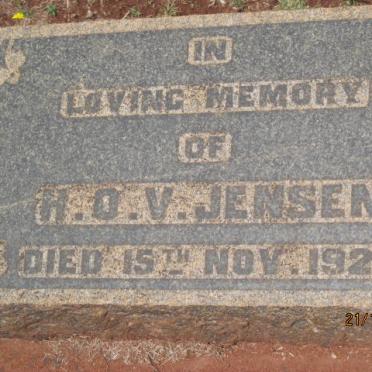 IN
LOVING MEMORY
OF
H.O.V. JENSEN
DIED 15TH NOV. 192
21/